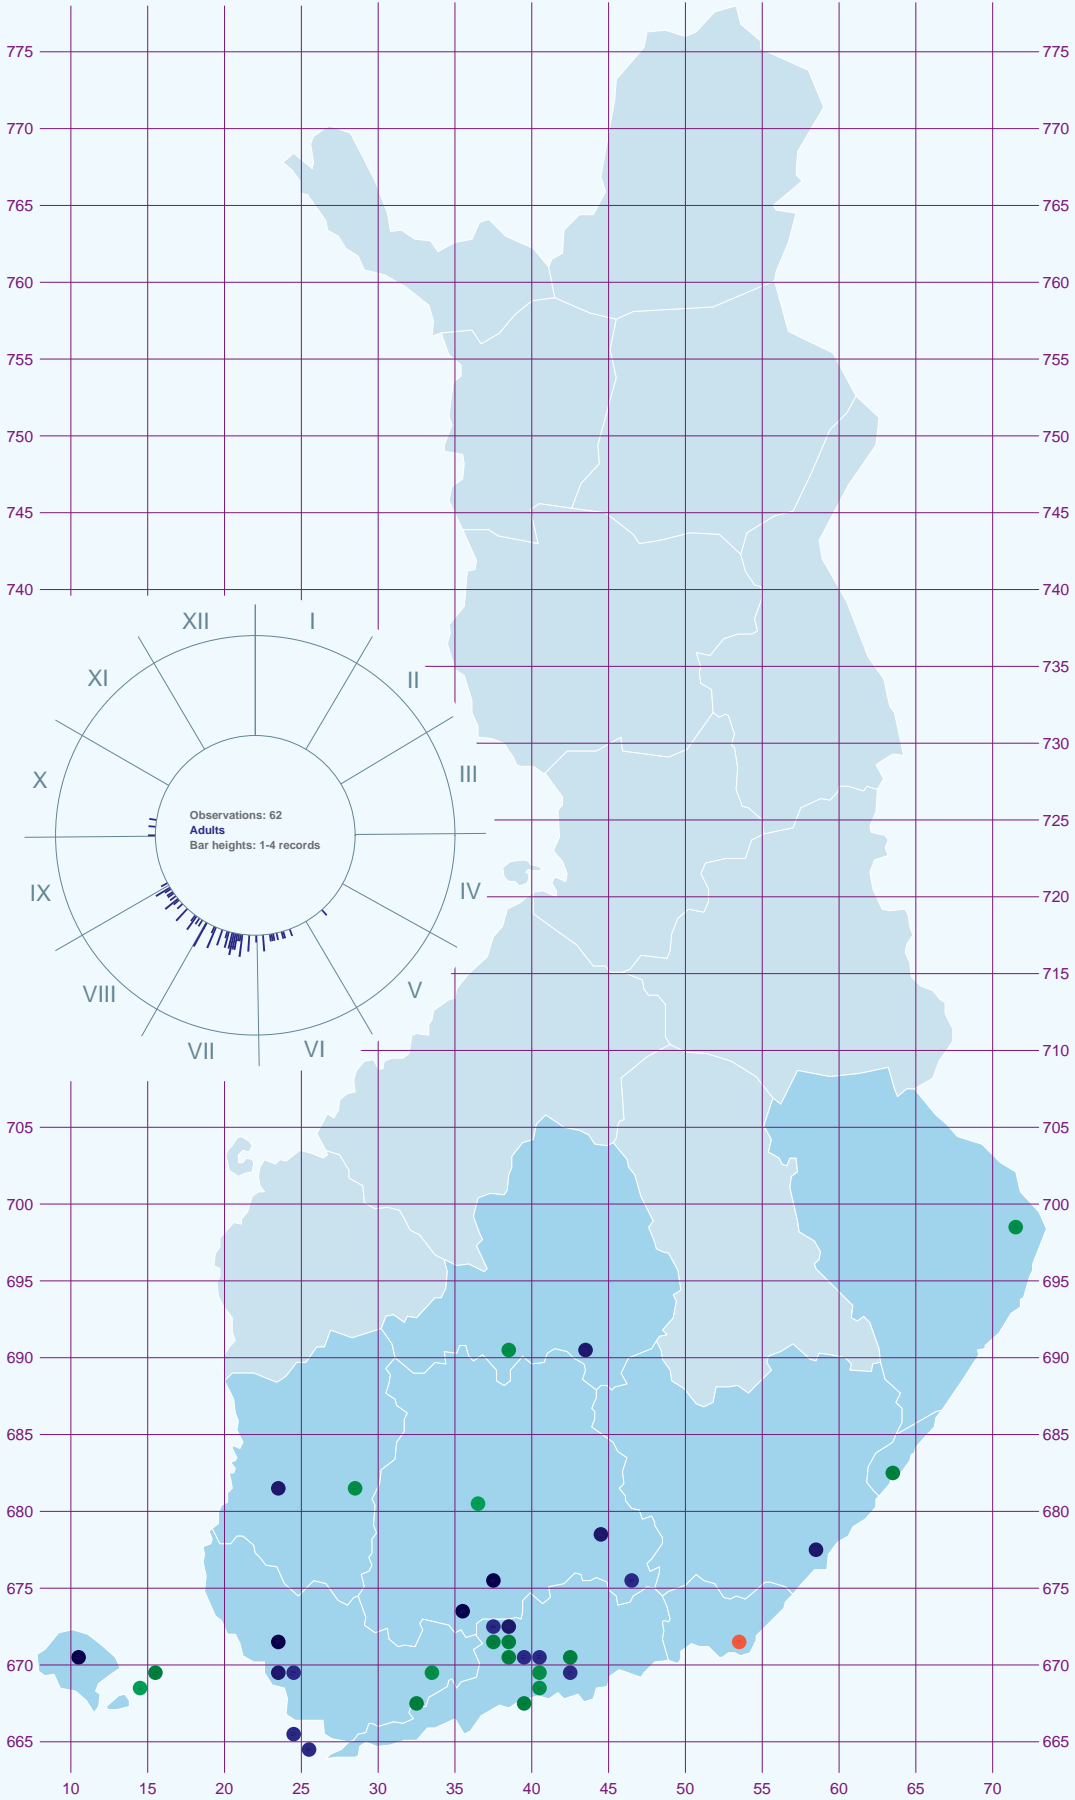 775 775
770 770
765 765
760 760
755 755
750 750
745 745
740 740
XII I
735 735
XI II
730 730
X III
725 725
Observations: 62
Adults
Bar heights: 1-4 records
IX IV
720 720
715 715
VIII V
VII VI
710 710
705 705
700 700
695 695
690 690
685 685
680 680
675 675
670 670
665 665
10 15 20 25 30 35 40 45 50 55 60 65 70